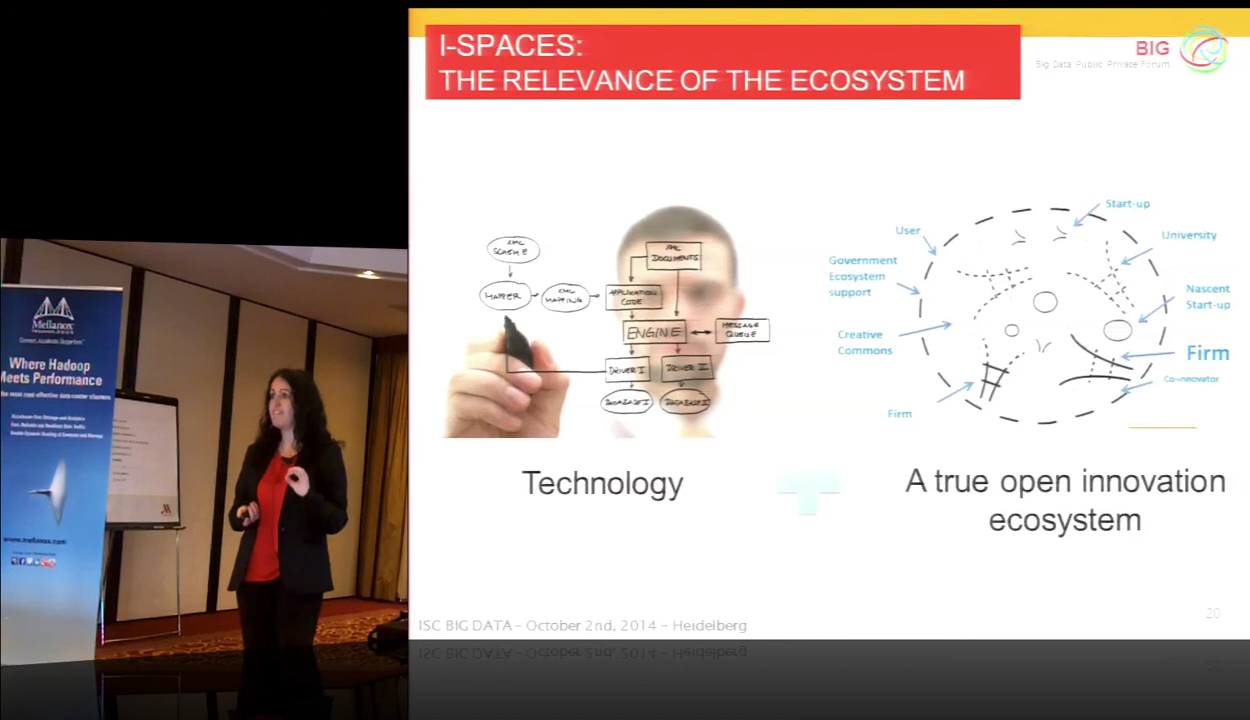 I-SPACES:
THE RELEVANCE OF THE ECOSYSTEM
BIG
Big Data Public Private Forum
XML
SCHEME
MAPPER
XML
MAPPING
XML
DOCUMENTS
APPLICATION
CODE
ENGINE
MESSAGE
QUEUE
DRIVER I
DRIVER II
DATABASE I
DATABASE II
Start-up
User
University
Government
Ecosystem
support
Nascent
Start-up
Creative
Commons
Firm
Co-innovator
Firm
Technology
A true open innovation
ecosystem
20
ISC BIG DATA – October 2nd, 2014 – Heidelberg
Mellanox
Where Hadoop
Meets Performance
www.mellanox.com